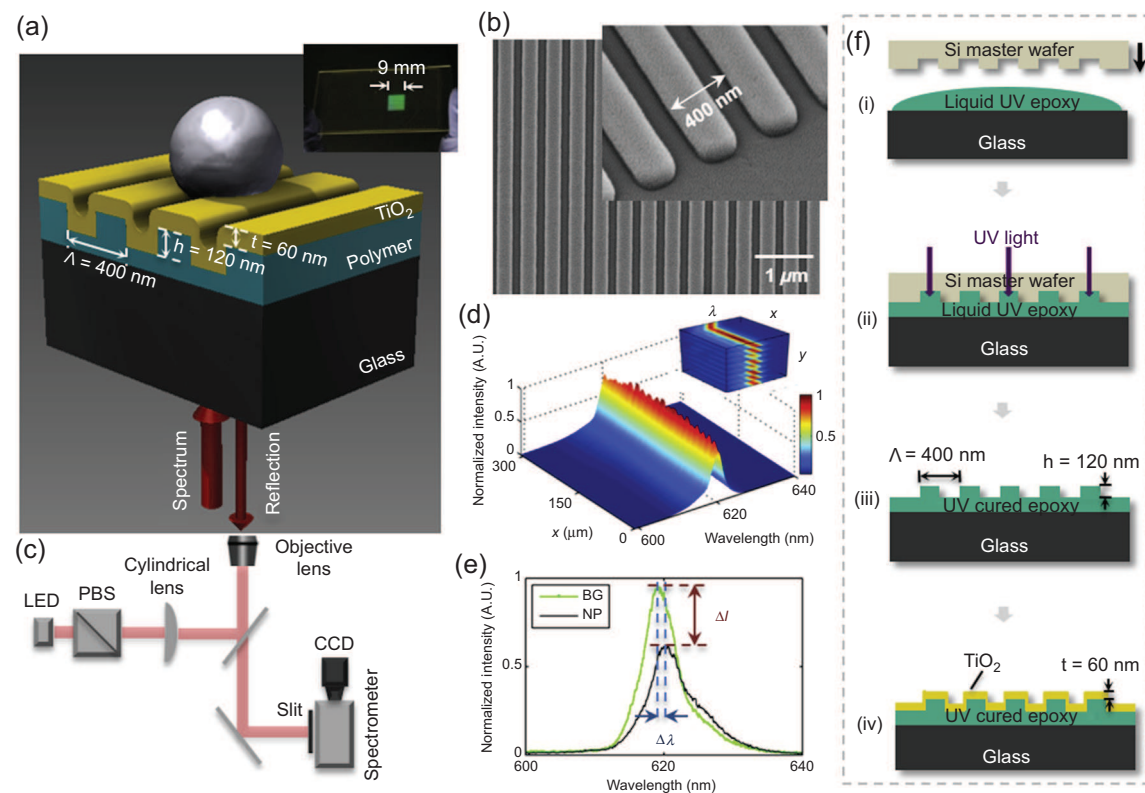 (a)
9 mm
TiO2
t = 60 nm
h = 120 nm
Polymer
Λ = 400 nm
Glass
Spectrum
Reflection
(b)
400 nm
1 µm
(c)
Objective
lens
Cylindrical
lens
PBS
LED
CCD
Slit
Spectrometer
(d)
λ
x
y
Normalized intensity (A.U.)
1
0.5
0
300
150
0
x (µm)
600
620
640
Wavelength (nm)
1
0.5
(e)
Normalized intensity (A.U.)
1
0.5
0
BG
NP
ΔI
Δλ
600
620
640
Wavelength (nm)
(f)
Si master wafer
(i)
Liquid UV epoxy
Glass
UV light
Si master wafer
(ii)
Liquid UV epoxy
Glass
Λ = 400 nm
h = 120 nm
(iii)
UV cured epoxy
Glass
TiO2
t = 60 nm
(iv)
UV cured epoxy
Glass